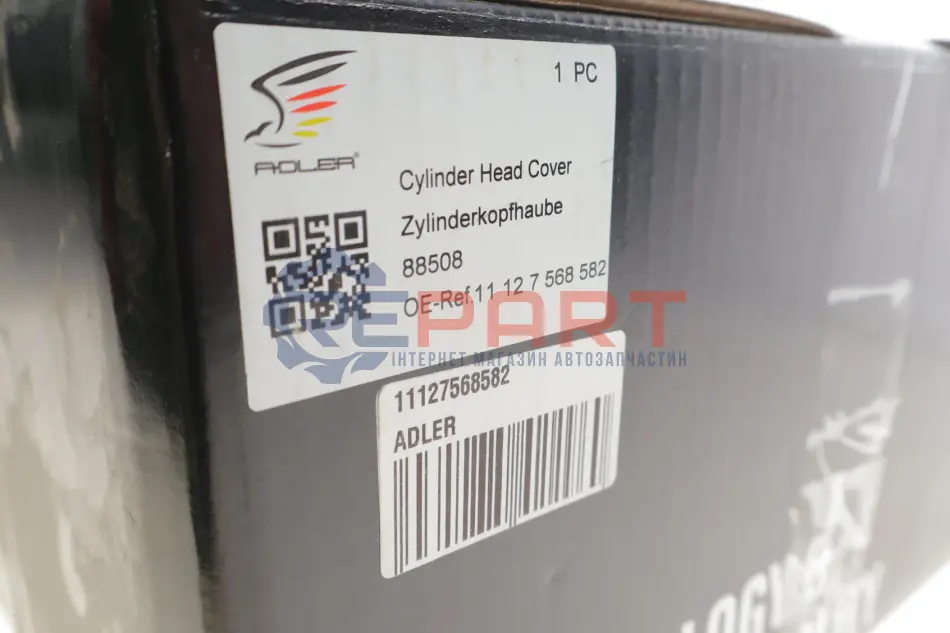 1 PC
ADLER®
Cylinder Head Cover
Zylinderkopfhaube
88508
OE-Ref.11 12 7 568 582
REPART
ІНТЕРНЕТ МАГАЗИН АВТОЗАПЧАСТИН
11127568582
ADLER